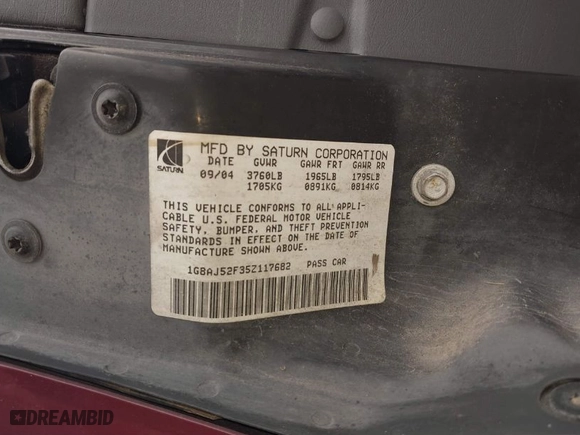 MFD BY SATURN CORPORATION
DATE GVWR GAWR FRT GAWR RR
09/04 3760LB 1965LB 1795LB
1705KG 0891KG 0814KG
SATURN
THIS VEHICLE CONFORMS TO ALL APPLI-
CABLE U.S. FEDERAL MOTOR VEHICLE
SAFETY, BUMPER, AND THEFT PREVENTION
STANDARDS IN EFFECT ON THE DATE OF
MANUFACTURE SHOWN ABOVE.
1G8AJ52F35Z117682 PASS CAR
DREAMBID